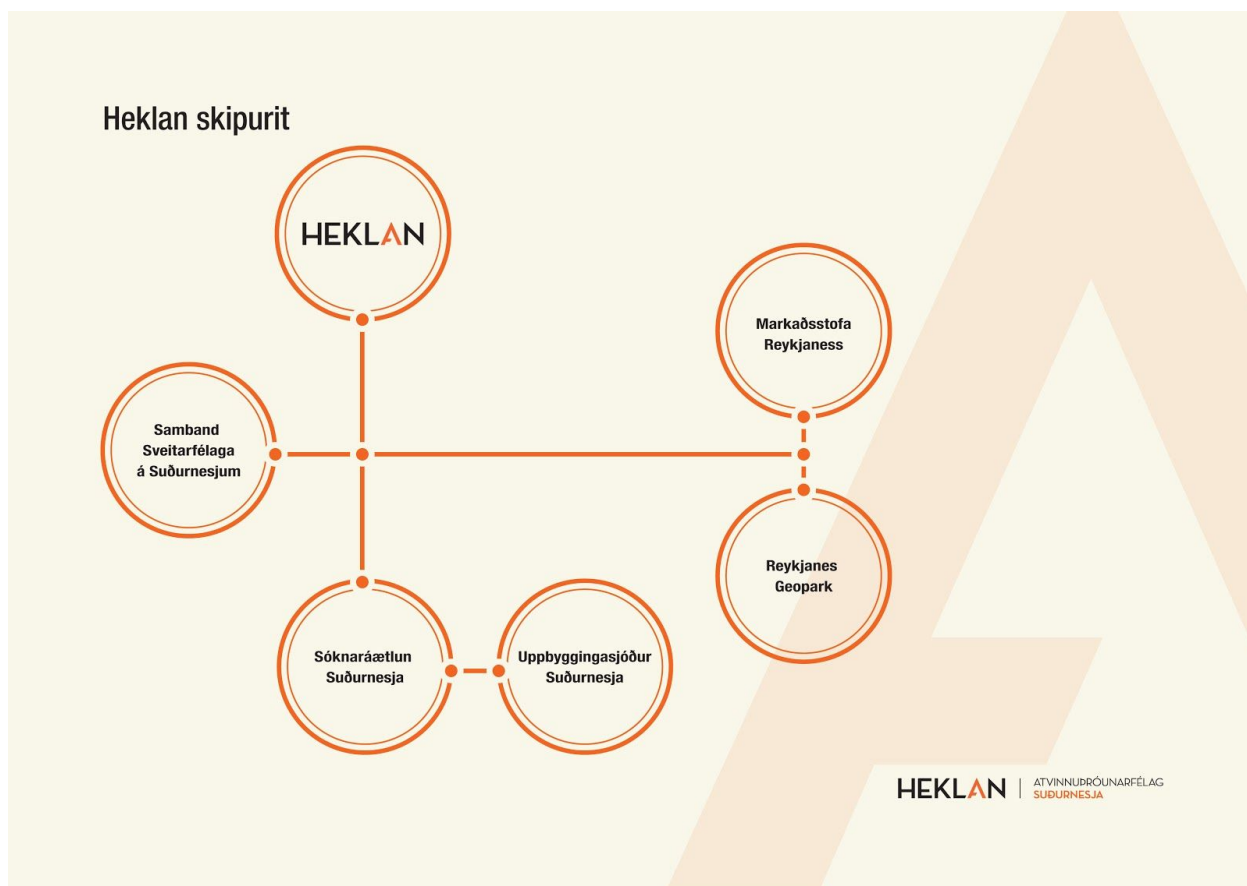 Heklan skipurit
HEKLAN
Markaðsstofa
Reykjaness
Samband
Sveitarfélaga
á Suðurnesjum
Reykjanes
Geopark
Sóknaráætlun
Suðurnesja
Uppbyggingasjóður
Suðurnesja
HEKLAN
ATVINNUÞRÓUNARFÉLAG
SUÐURNESJA